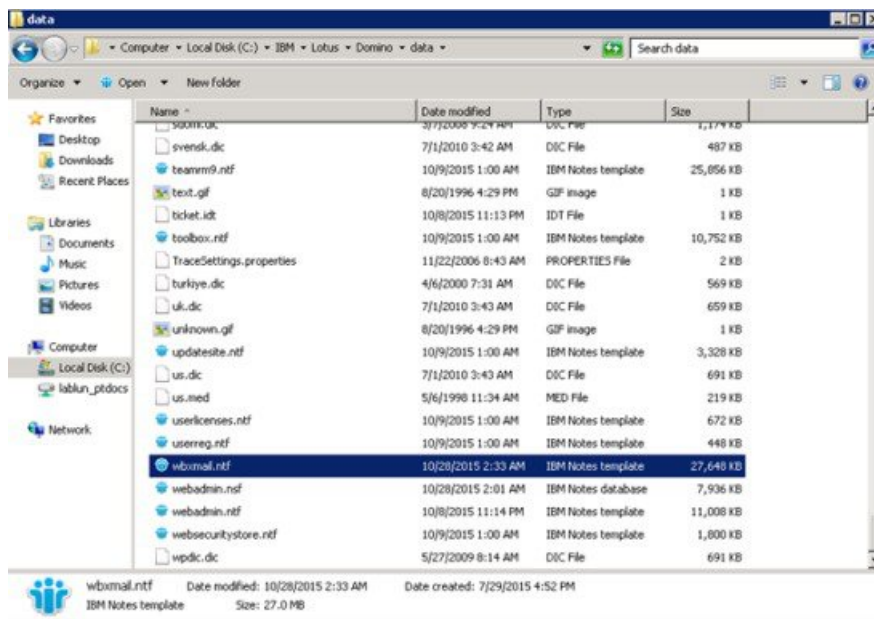 data
Computer Local Disk (C:) IBM Lotus Domino data
Search data
Organize Open New folder
Favorites
Desktop
Downloads
Recent Places
Libraries
Documents
Music
Pictures
Videos
Computer
Local Disk (C:)
lablun_ptdocs
Network
Name Date modified Type Size
suomi.dic 3/7/2008 9:24 AM DIC File 1,174 KB
svensk.dic 7/1/2010 3:42 AM DIC File 487 KB
teamrm9.ntf 10/9/2015 1:00 AM IBM Notes template 25,856 KB
text.gif 8/20/1996 4:29 PM GIF image 1 KB
ticket.idt 10/8/2015 11:13 PM IDT File 1 KB
toolbox.ntf 10/9/2015 1:00 AM IBM Notes template 10,752 KB
TraceSettings.properties 11/22/2006 8:43 AM PROPERTIES File 2 KB
turkiye.dic 4/6/2000 7:31 AM DIC File 569 KB
uk.dic 7/1/2010 3:43 AM DIC File 659 KB
unknown.gif 8/20/1996 4:29 PM GIF image 1 KB
updatesite.ntf 10/9/2015 1:00 AM IBM Notes template 3,328 KB
us.dic 7/1/2010 3:43 AM DIC File 691 KB
us.med 5/6/1998 11:34 AM MED File 219 KB
userlicenses.ntf 10/9/2015 1:00 AM IBM Notes template 672 KB
userreg.ntf 10/9/2015 1:00 AM IBM Notes template 448 KB
wbxmail.ntf 10/28/2015 2:33 AM IBM Notes template 27,648 KB
webadmin.nsf 10/28/2015 2:01 AM IBM Notes database 7,936 KB
webadmin.ntf 10/8/2015 11:14 PM IBM Notes template 11,008 KB
websecuritystore.ntf 10/9/2015 1:00 AM IBM Notes template 1,800 KB
wpdic.dic 5/27/2009 8:14 AM DIC File 691 KB
wbxmail.ntf Date modified: 10/28/2015 2:33 AM Date created: 7/29/2015 4:52 PM
IBM Notes template Size: 27.0 MB